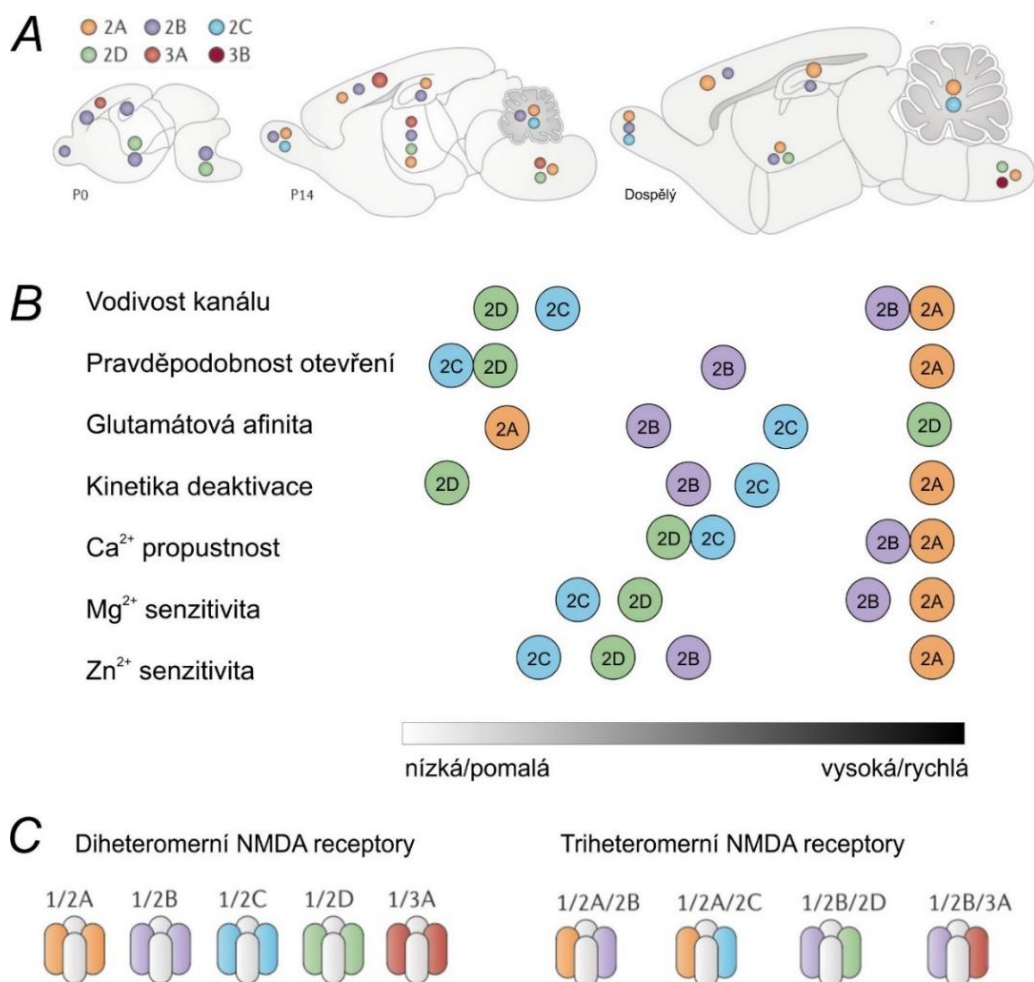 A
2A 2B 2C
2D 3A 3B
P0
P14
Dospělý
B
Vodivost kanálu 2D 2C 2B 2A
Pravděpodobnost otevření 2C 2D 2B 2A
Glutamátová afinita 2A 2B 2C 2D
Kinetika deaktivace 2D 2B 2C 2A
Ca²⁺ propustnost 2D 2C 2B 2A
Mg²⁺ senzitivita 2C 2D 2B 2A
Zn²⁺ senzitivita 2C 2D 2B 2A
nízká/pomalá vysoká/rychlá
C
Diheteromerní NMDA receptory
1/2A 1/2B 1/2C 1/2D 1/3A
Triheteromerní NMDA receptory
1/2A/2B 1/2A/2C 1/2B/2D 1/2B/3A